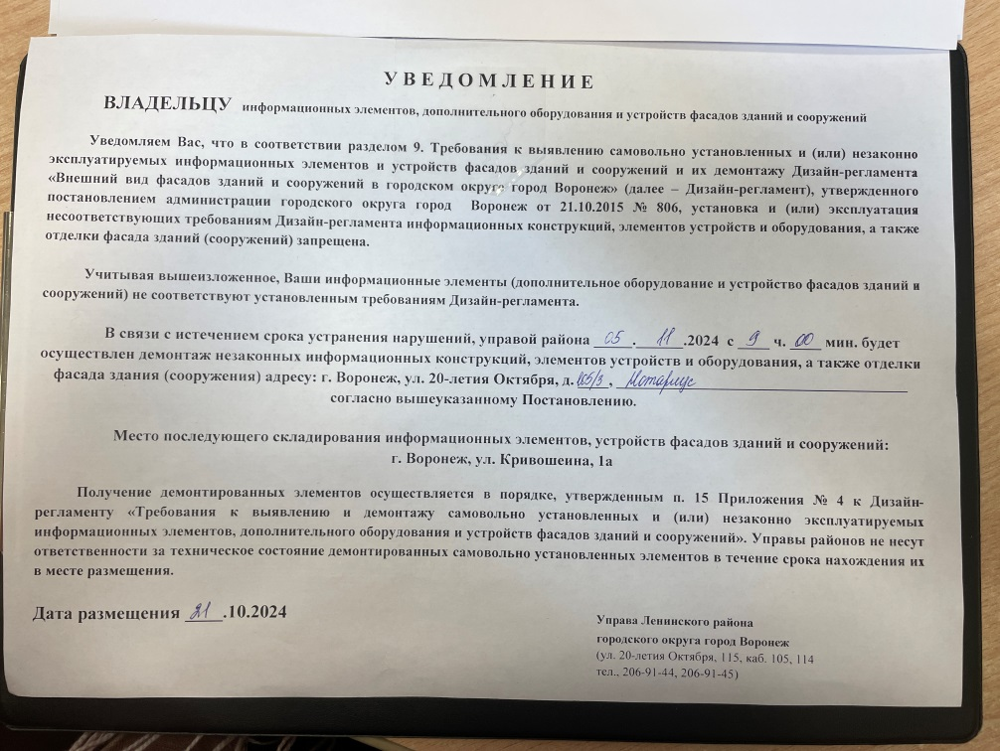 УВЕДОМЛЕНИЕ
ВЛАДЕЛЬЦУ информационных элементов, дополнительного оборудования и устройств фасадов зданий и сооружений
Уведомляем Вас, что в соответствии разделом 9. Требования к выявлению самовольно установленных и (или) незаконно
эксплуатируемых информационных элементов и устройств фасадов зданий и сооружений и их демонтажу Дизайн-регламента
«Внешний вид фасадов зданий и сооружений в городском округе город Воронеж» (далее – Дизайн-регламент), утвержденного
постановлением администрации городского округа город Воронеж от 21.10.2015 № 806, установка и (или) эксплуатация
несоответствующих требованиям Дизайн-регламента информационных конструкций, элементов устройств и оборудования, а также
отделки фасада зданий (сооружений) запрещена.
Учитывая вышеизложенное, Ваши информационные элементы (дополнительное оборудование и устройство фасадов зданий и
сооружений) не соответствуют установленным требованиям Дизайн-регламента.
В связи с истечением срока устранения нарушений, управой района 05.11.2024 с 9 ч. 00 мин. будет
осуществлен демонтаж незаконных информационных конструкций, элементов устройств и оборудования, а также отделки
фасада здания (сооружения) адресу: г. Воронеж, ул. 20-летия Октября, д. , Нотариус
согласно вышеуказанному Постановлению.
Место последующего складирования информационных элементов, устройств фасадов зданий и сооружений:
г. Воронеж, ул. Кривошеина, 1а
Получение демонтированных элементов осуществляется в порядке, утвержденным п. 15 Приложения № 4 к Дизайн-
регламенту «Требования к выявлению и демонтажу самовольно установленных и (или) незаконно эксплуатируемых
информационных элементов, дополнительного оборудования и устройств фасадов зданий и сооружений». Управы районов не несут
ответственности за техническое состояние демонтированных самовольно установленных элементов в течение срока нахождения их
в месте размещения.
Дата размещения 21.10.2024
Управа Ленинского района
городского округа город Воронеж
(ул. 20-летия Октября, 115, каб. 105, 114
тел., 206-91-44, 206-91-45)